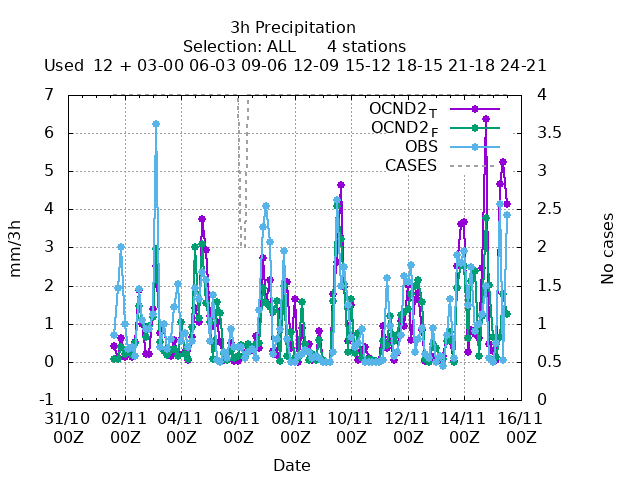 3h Precipitation
Selection: ALL 4 stations
Used 12 + 03-00 06-03 09-06 12-09 15-12 18-15 21-18 24-21
7 4
6 3.5
5 3
4 2.5
3 2
2 1.5
1 1
0 0.5
-1 0
OCND2_T
OCND2_F
OBS
CASES
mm/3h
No cases
31/10 02/11 04/11 06/11 08/11 10/11 12/11 14/11 16/11
00Z 00Z 00Z 00Z 00Z 00Z 00Z 00Z 00Z
Date